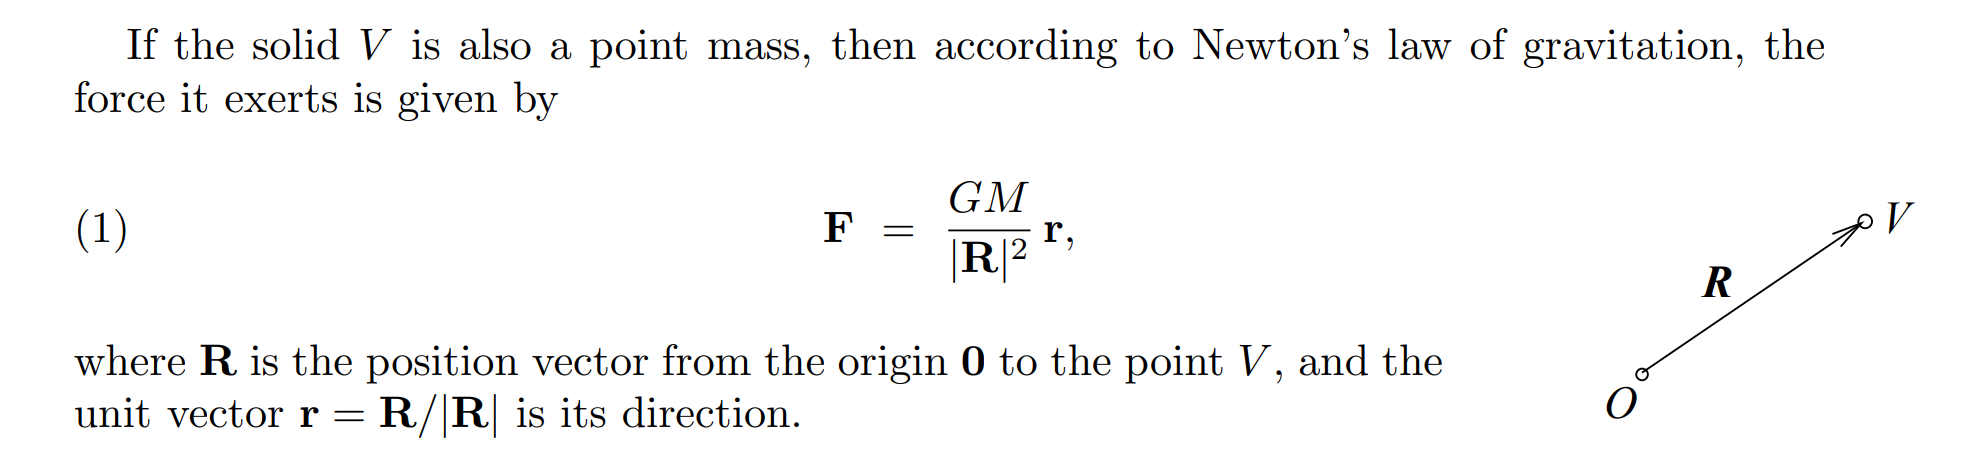 If the solid V is also a point mass, then according to Newton's law of gravitation, the
force it exerts is given by
(1) F = GM/|R|² r,
V
R
O
where R is the position vector from the origin 0 to the point V, and the
unit vector r = R/|R| is its direction.